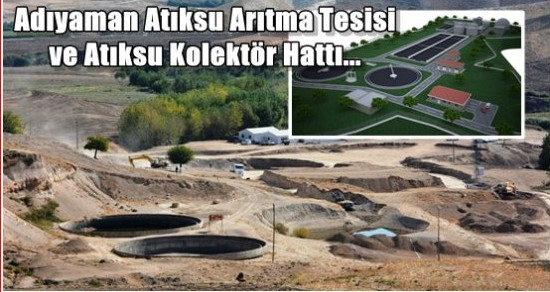 Adıyaman Atıksu Arıtma Tesisi
ve Atıksu Kolektör Hattı...